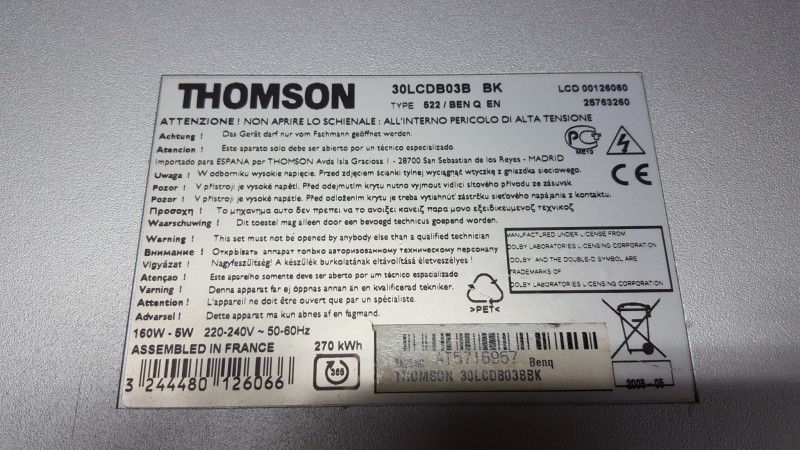 THOMSON
30LCDB03B BK
LCD 00126060
TYPE 522 / BEN Q EN
25763260
ATTENZIONE ! NON APRIRE LO SCHIENALE : ALL'INTERNO PERICOLO DI ALTA TENSIONE
Achtung ! Das Gerät darf nur vom Fachmann geöffnet werden.
Atencion ! Este aparato solo debe ser abierto por un técnico especializado.
Importado para ESPANA por THOMSON Avda Isla Graciosa I - 28700 San Sebastian de los Reyes - MADRID
Uwaga ! W odborniku wysokie napięcie. Przed zdjęciem ścianki tylnej wyciągnąć wtyczkę z gniazdka sieciowego.
Pozor ! V přístroji je vysoké napětí. Před odejmutím krytu nutno vyjmout vidlici síťového přívodu ze zásuvsk
Pozor ! V prístroji je vysoké napätie. Pred odložením krytu je treba vytiahnúť zástrčku sieťového napájania z kontaktu.
Προσοχη ! Το μηχανημα αυτο δεν πρεπει να το ανοιξει κανεις παρα μονο εξειδικευμενος τεχνικος
Waarschuwing ! Dit toestel mag alleen door een bevoegd technicus goepend worden.
Warning ! This set must not be opened by anybody else than a qualified technician
Внимание ! Открывать аппарат только авторизованному техническому персоналу
Vigyázat ! Nagyfeszültség! A készülék burkolatának eltávolítása életveszélyes !
Atençao ! Este apareiho somente deve ser aberto por um técnico especializado
Varning ! Denna apparat får ej öppnas annan än en kvalificerad tekniker.
Attention ! L'appareil ne doit être ouvert que par un spécialiste.
Advarsel ! Dette apparat ma kun abnes af en fagmand.
160W - 5W 220-240V ~ 50-60Hz
ASSEMBLED IN FRANCE
270 kWh
3 244480 126066
365
ME10
CE
MANUFACTURED UNDER LICENSE FROM
DOLBY LABORATORIES LICENSING CORPORATION
DOLBY AND THE DOUBLE-D SYMBOL ARE
TRADEMARKS OF
DOLBY LABORATORIES LICENSING CORPORATION
>PET<
AT5716957
Benq
THOMSON 30LCDB03BBK
2005-05